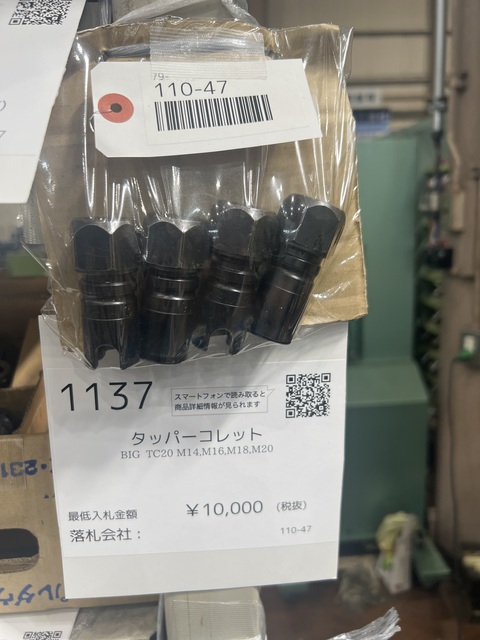 79-
110-47
1137
スマートフォンで読み取ると
商品詳細情報が見られます
タッパーコレット
BIG TC20 M14,M16,M18,M20
最低入札金額 ￥10,000 (税抜)
落札会社：
110-47